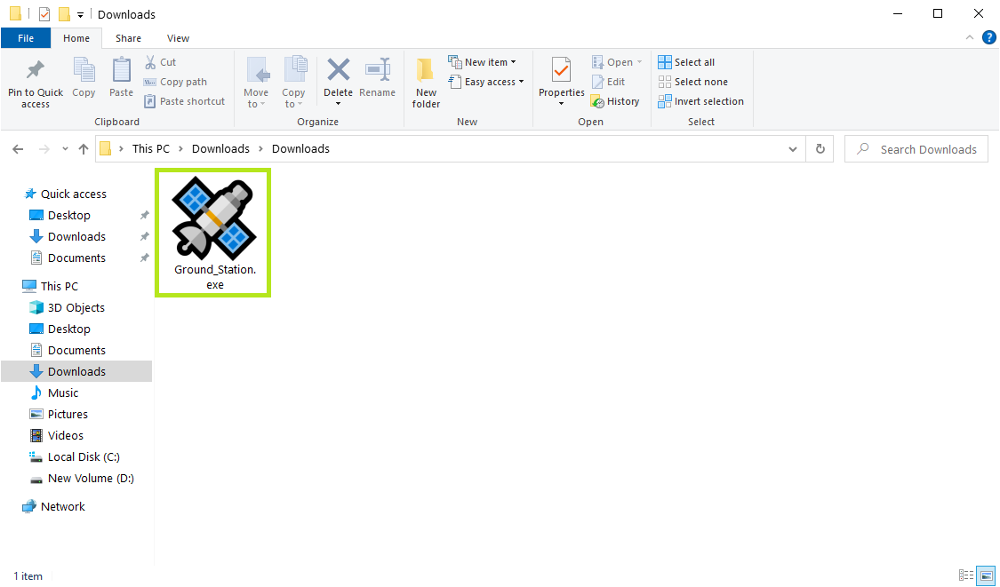 Downloads
File Home Share View
Pin to Quick access
Copy
Paste
Cut
Copy path
Paste shortcut
Clipboard
Move to
Copy to
Delete
Rename
Organize
New folder
New item
Easy access
New
Properties
Open
Edit
History
Open
Select all
Select none
Invert selection
Select
This PC Downloads Downloads
Search Downloads
Quick access
Desktop
Downloads
Documents
This PC
3D Objects
Desktop
Documents
Downloads
Music
Pictures
Videos
Local Disk (C:)
New Volume (D:)
Network
Ground_Station.
exe
1 item